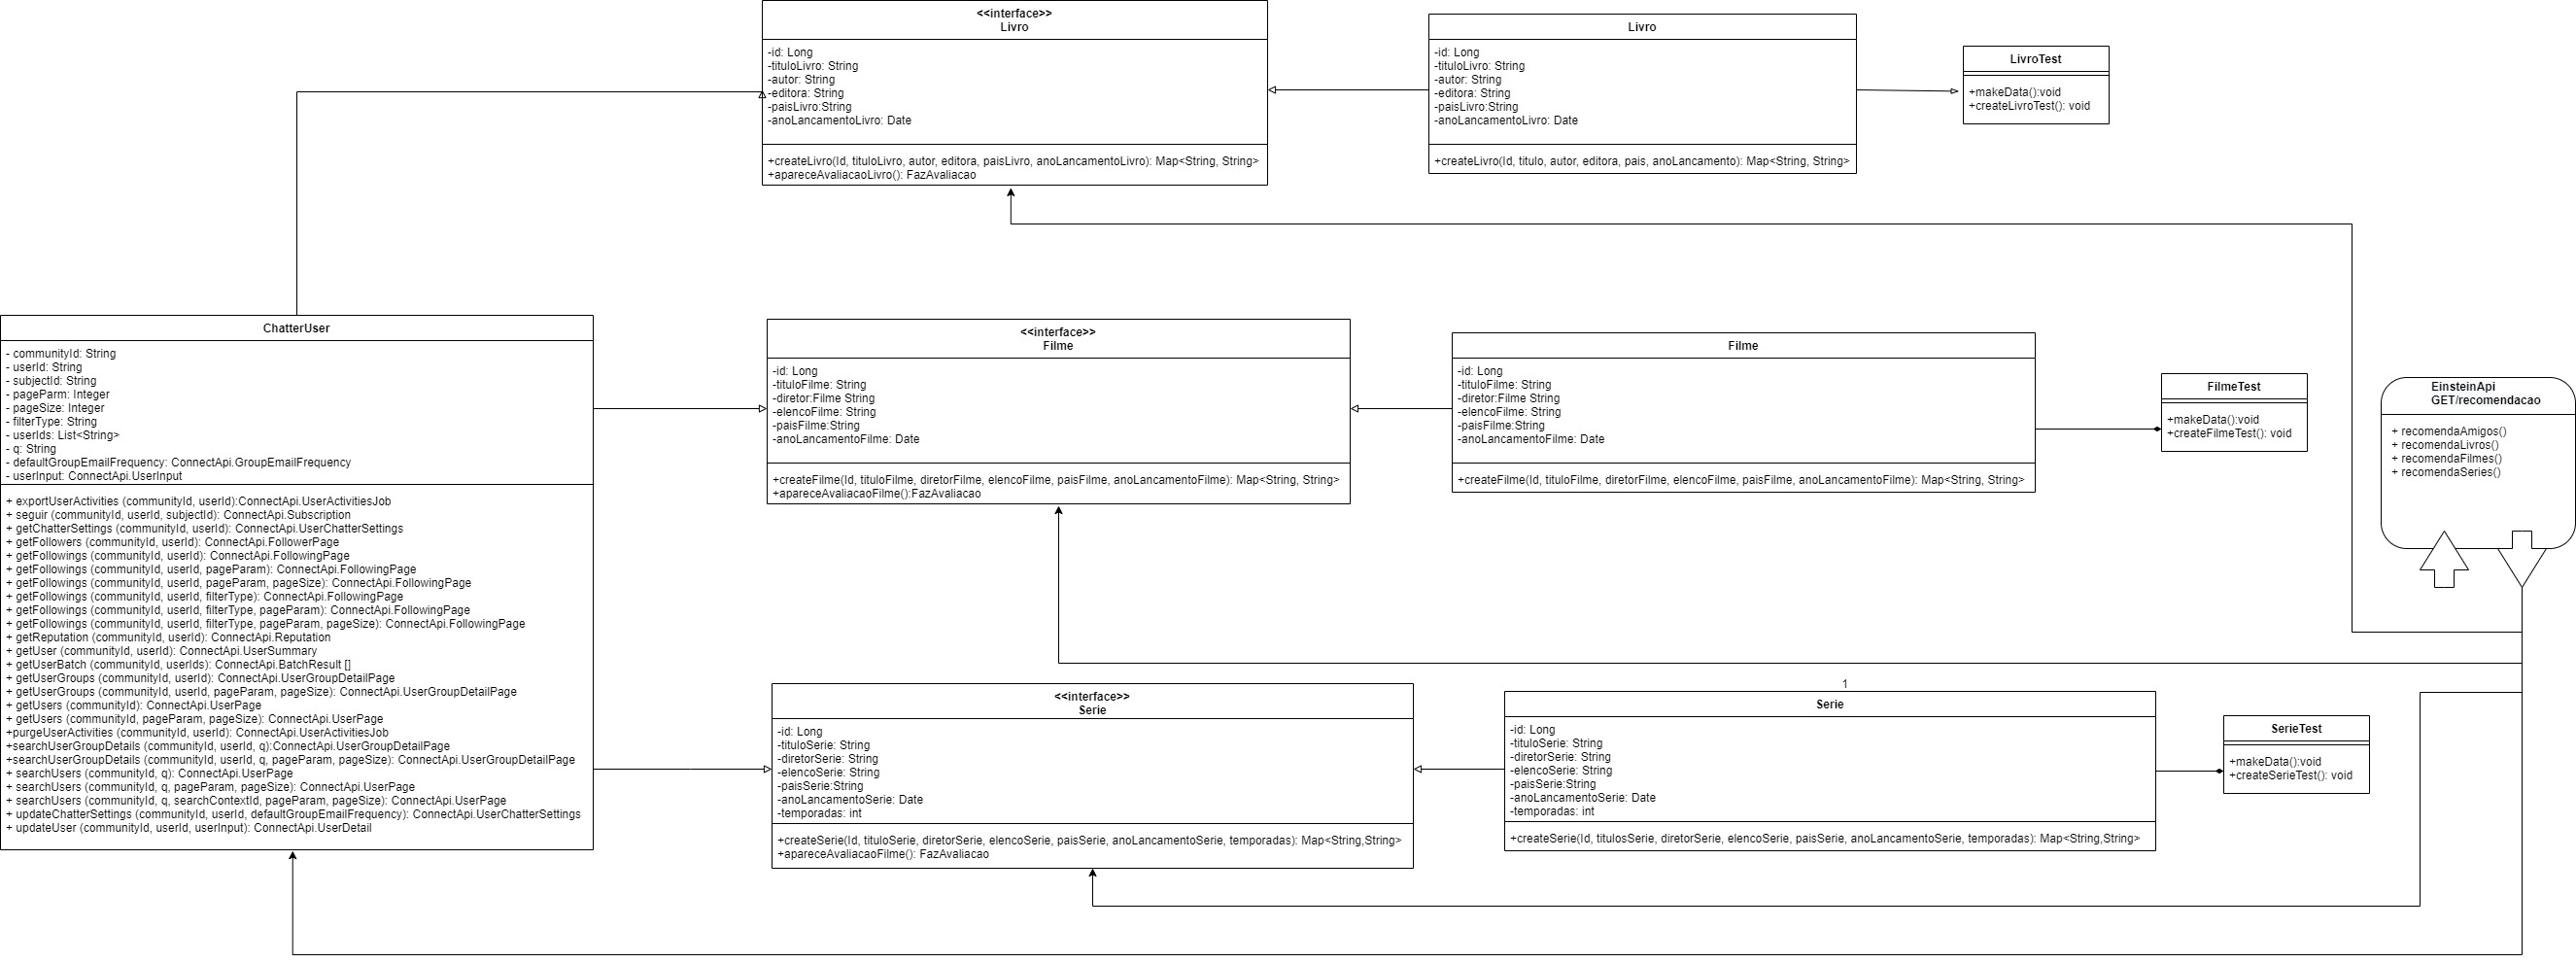 <<interface>>
Livro
-id: Long
-tituloLivro: String
-autor: String
-editora: String
-paisLivro:String
-anoLancamentoLivro: Date
+createLivro(Id, tituloLivro, autor, editora, paisLivro, anoLancamentoLivro): Map<String, String>
+apareceAvaliacaoLivro(): FazAvaliacao
Livro
-id: Long
-tituloLivro: String
-autor: String
-editora: String
-paisLivro:String
-anoLancamentoLivro: Date
+createLivro(Id, titulo, autor, editora, pais, anoLancamento): Map<String, String>
LivroTest
+makeData():void
+createLivroTest(): void
ChatterUser
- communityId: String
- userId: String
- subjectId: String
- pageParm: Integer
- pageSize: Integer
- filterType: String
- userIds: List<String>
- q: String
- defaultGroupEmailFrequency: ConnectApi.GroupEmailFrequency
- userInput: ConnectApi.UserInput
+ exportUserActivities (communityId, userId):ConnectApi.UserActivitiesJob
+ seguir (communityId, userId, subjectId): ConnectApi.Subscription
+ getChatterSettings (communityId, userId): ConnectApi.UserChatterSettings
+ getFollowers (communityId, userId): ConnectApi.FollowerPage
+ getFollowings (communityId, userId): ConnectApi.FollowingPage
+ getFollowings (communityId, userId, pageParam): ConnectApi.FollowingPage
+ getFollowings (communityId, userId, pageParam, pageSize): ConnectApi.FollowingPage
+ getFollowings (communityId, userId, filterType): ConnectApi.FollowingPage
+ getFollowings (communityId, userId, filterType, pageParam): ConnectApi.FollowingPage
+ getFollowings (communityId, userId, filterType, pageParam, pageSize): ConnectApi.FollowingPage
+ getReputation (communityId, userId): ConnectApi.Reputation
+ getUser (communityId, userId): ConnectApi.UserSummary
+ getUserBatch (communityId, userIds): ConnectApi.BatchResult []
+ getUserGroups (communityId, userId): ConnectApi.UserGroupDetailPage
+ getUserGroups (communityId, userId, pageParam, pageSize): ConnectApi.UserGroupDetailPage
+ getUsers (communityId): ConnectApi.UserPage
+ getUsers (communityId, pageParam, pageSize): ConnectApi.UserPage
+purgeUserActivities (communityId, userId): ConnectApi.UserActivitiesJob
+searchUserGroupDetails (communityId, userId, q):ConnectApi.UserGroupDetailPage
+searchUserGroupDetails (communityId, userId, q, pageParam, pageSize): ConnectApi.UserGroupDetailPage
+ searchUsers (communityId, q): ConnectApi.UserPage
+ searchUsers (communityId, q, pageParam, pageSize): ConnectApi.UserPage
+ searchUsers (communityId, q, searchContextId, pageParam, pageSize): ConnectApi.UserPage
+ updateChatterSettings (communityId, userId, defaultGroupEmailFrequency): ConnectApi.UserChatterSettings
+ updateUser (communityId, userId, userInput): ConnectApi.UserDetail
<<interface>>
Filme
-id: Long
-tituloFilme: String
-diretor:Filme String
-elencoFilme: String
-paisFilme:String
-anoLancamentoFilme: Date
+createFilme(Id, tituloFilme, diretorFilme, elencoFilme, paisFilme, anoLancamentoFilme): Map<String, String>
+apareceAvaliacaoFilme():FazAvaliacao
Filme
-id: Long
-tituloFilme: String
-diretor:Filme String
-elencoFilme: String
-paisFilme:String
-anoLancamentoFilme: Date
+createFilme(Id, tituloFilme, diretorFilme, elencoFilme, paisFilme, anoLancamentoFilme): Map<String, String>
FilmeTest
+makeData():void
+createFilmeTest(): void
EinsteinApi
GET/recomendacao
+ recomendaAmigos()
+ recomendaLivros()
+ recomendaFilmes()
+ recomendaSeries()
<<interface>>
Serie
-id: Long
-tituloSerie: String
-diretorSerie: String
-elencoSerie: String
-paisSerie:String
-anoLancamentoSerie: Date
-temporadas: int
+createSerie(Id, tituloSerie, diretorSerie, elencoSerie, paisSerie, anoLancamentoSerie, temporadas): Map<String,String>
+apareceAvaliacaoFilme(): FazAvaliacao
1
Serie
-id: Long
-tituloSerie: String
-diretorSerie: String
-elencoSerie: String
-paisSerie:String
-anoLancamentoSerie: Date
-temporadas: int
+createSerie(Id, titulosSerie, diretorSerie, elencoSerie, paisSerie, anoLancamentoSerie, temporadas): Map<String,String>
SerieTest
+makeData():void
+createSerieTest(): void